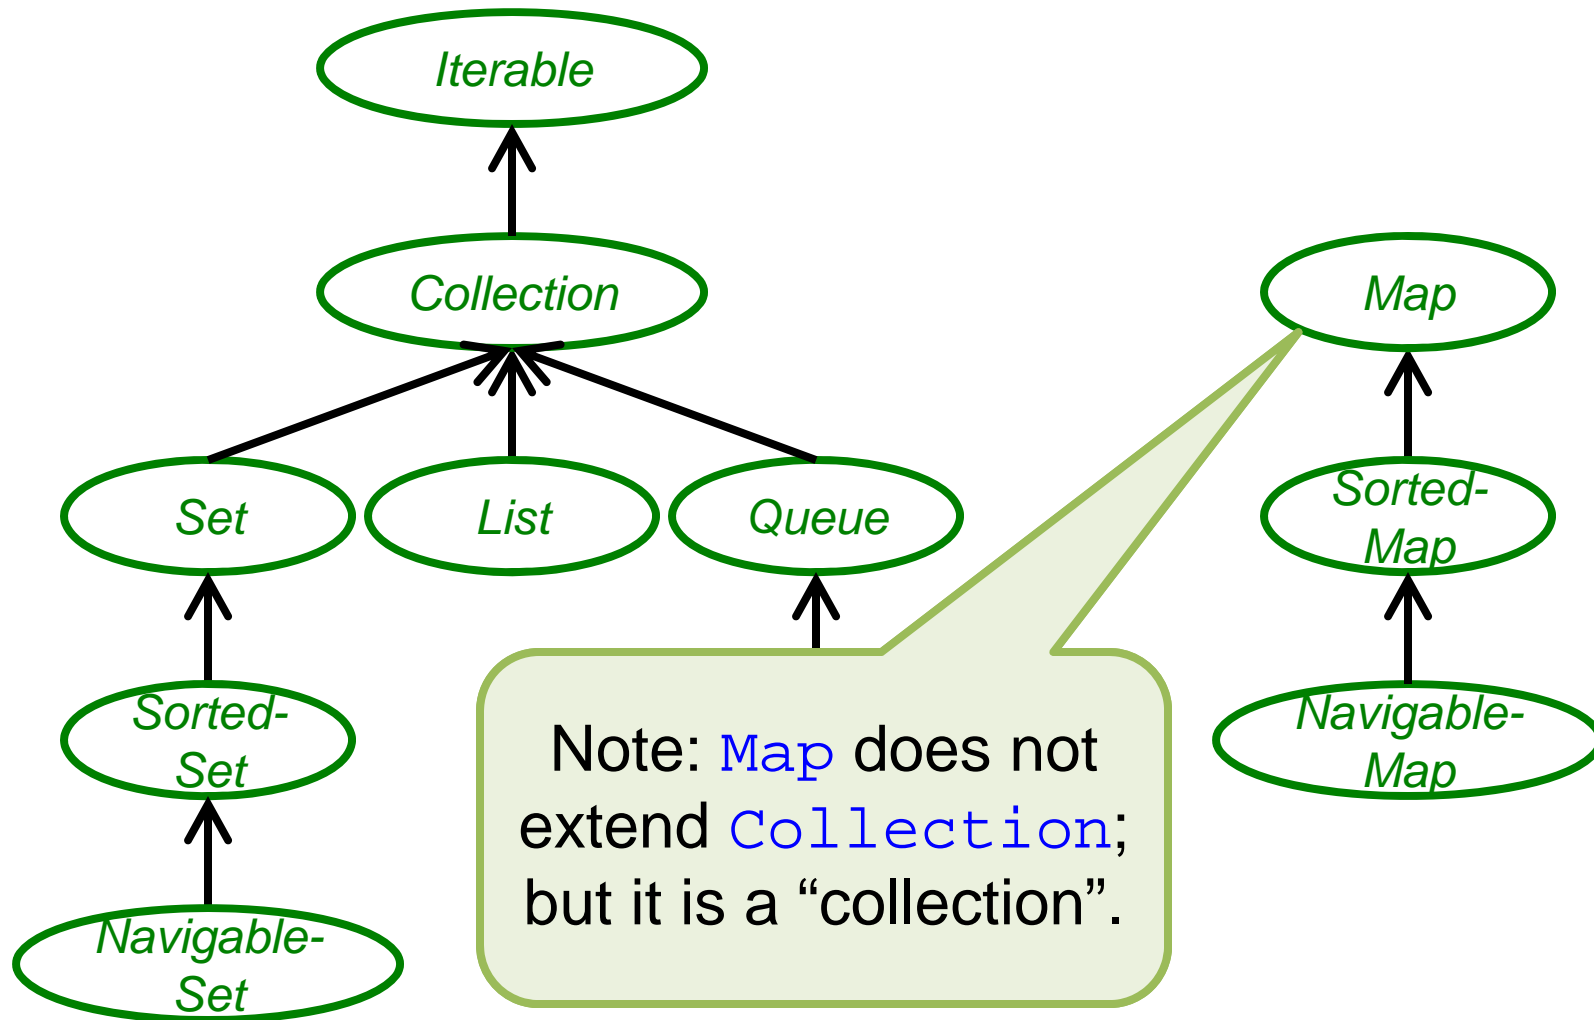 Iterable
Collection
Map
Set
List
Queue
Sorted-
Map
Sorted-
Set
Navigable-
Map
Note: Map does not
extend Collection;
but it is a “collection”.
Navigable-
Set